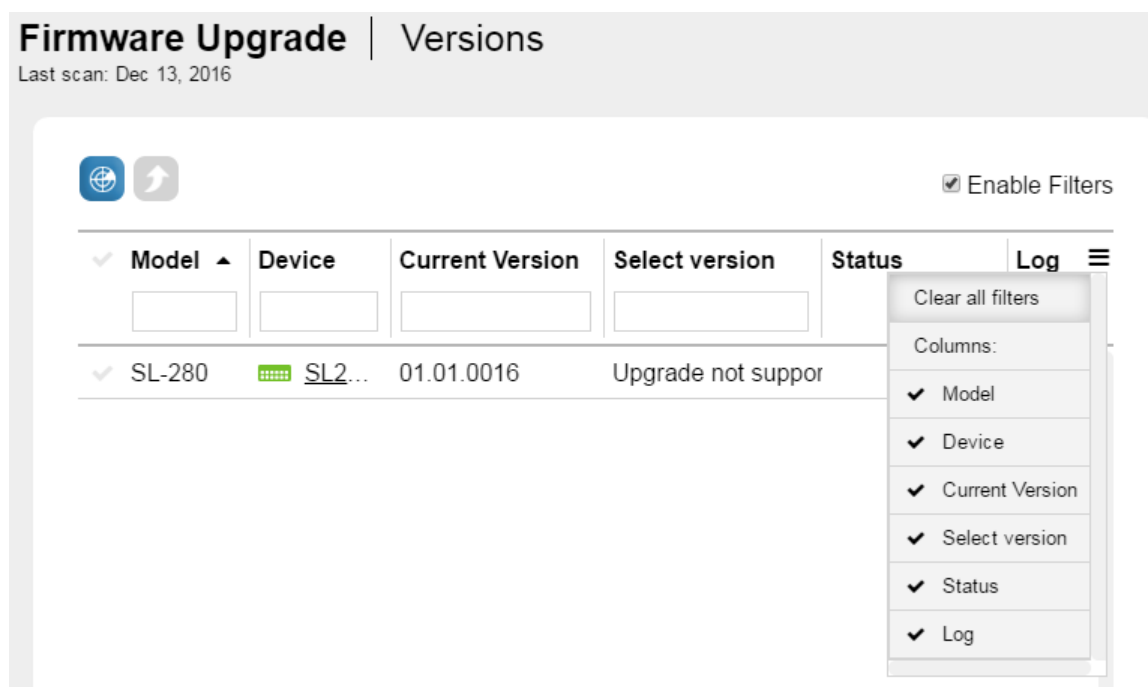 Firmware Upgrade | Versions
Last scan: Dec 13, 2016
Enable Filters
Model Device Current Version Select version Status Log
Clear all filters
Columns:
SL-280 SL2... 01.01.0016 Upgrade not suppor
Model
Device
Current Version
Select version
Status
Log